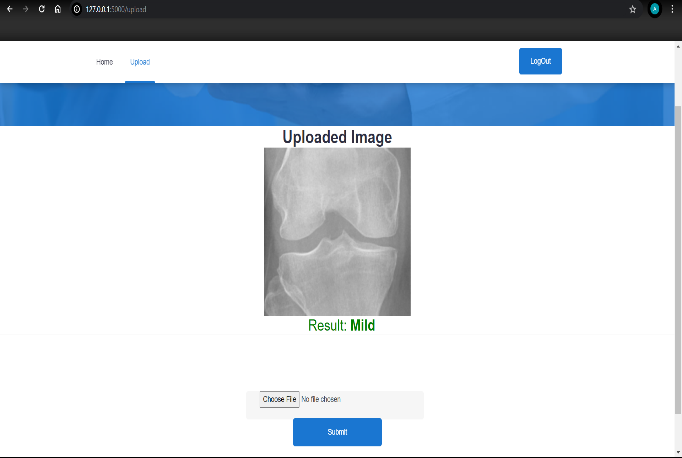 127.0.0.1:5000/upload
A
Home Upload LogOut
Uploaded Image
Result: Mild
Choose File No file chosen
Submit